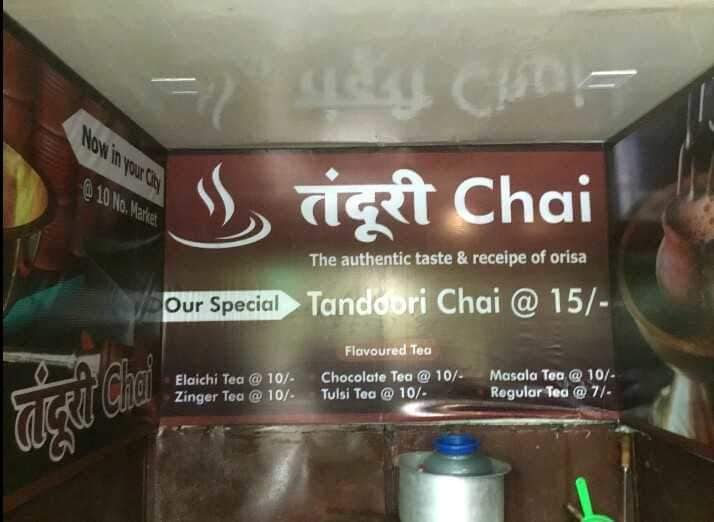 Now in your City
@ 10 No. Market
तंदूरी Chai
The authentic taste & receipe of orisa
Our Special
Tandoori Chai @ 15/-
Flavoured Tea
Elaichi Tea @ 10/-
Chocolate Tea @ 10/-
Masala Tea @ 10/-
Zinger Tea @ 10/-
Tulsi Tea @ 10/-
Regular Tea @ 7/-
तंदूरी Chai